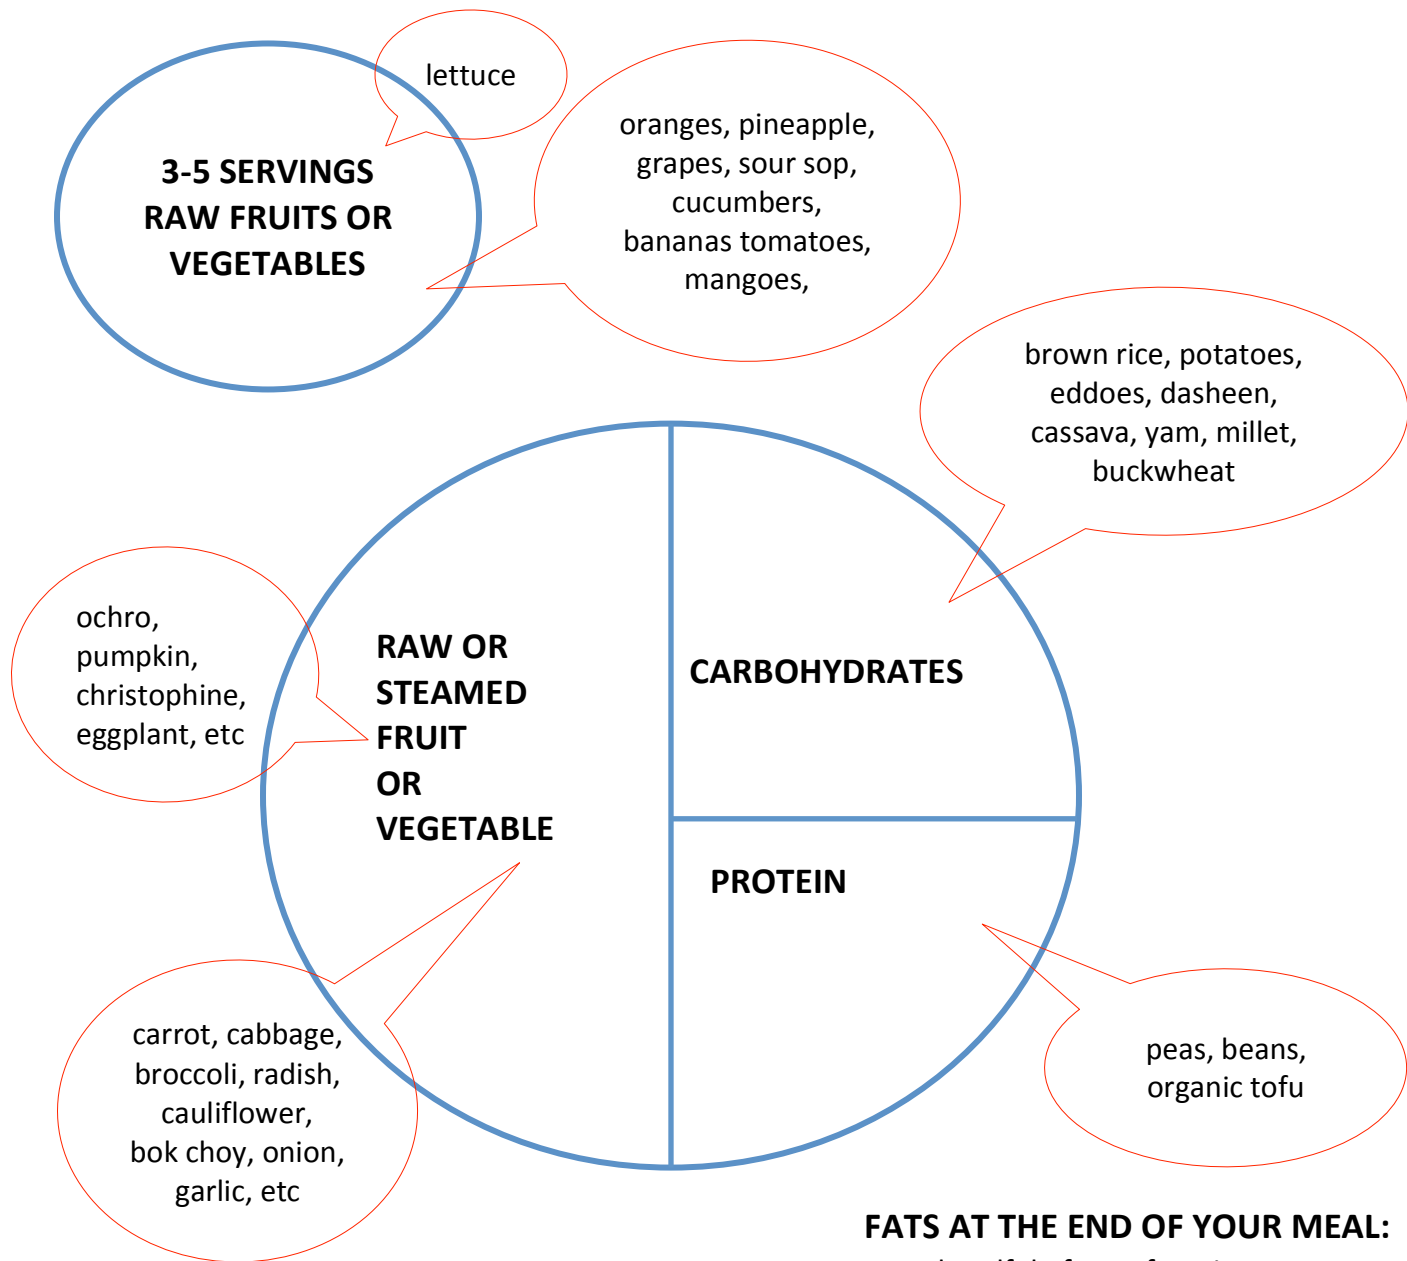 lettuce
3-5 SERVINGS
RAW FRUITS OR
VEGETABLES
oranges, pineapple,
grapes, sour sop,
cucumbers,
bananas tomatoes,
mangoes,
brown rice, potatoes,
eddoes, dasheen,
cassava, yam, millet,
buckwheat
ochro,
pumpkin,
christophine,
eggplant, etc
RAW OR
STEAMED
FRUIT
OR
VEGETABLE
CARBOHYDRATES
PROTEIN
carrot, cabbage,
broccoli, radish,
cauliflower,
bok choy, onion,
garlic, etc
peas, beans,
organic tofu
FATS AT THE END OF YOUR MEAL: